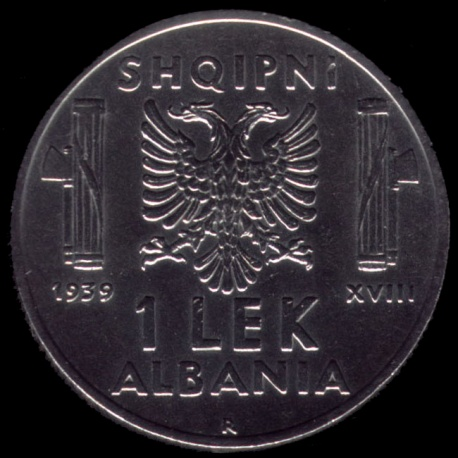 SHQIPNI
1939 XVIII
1 LEK
ALBANIA
R